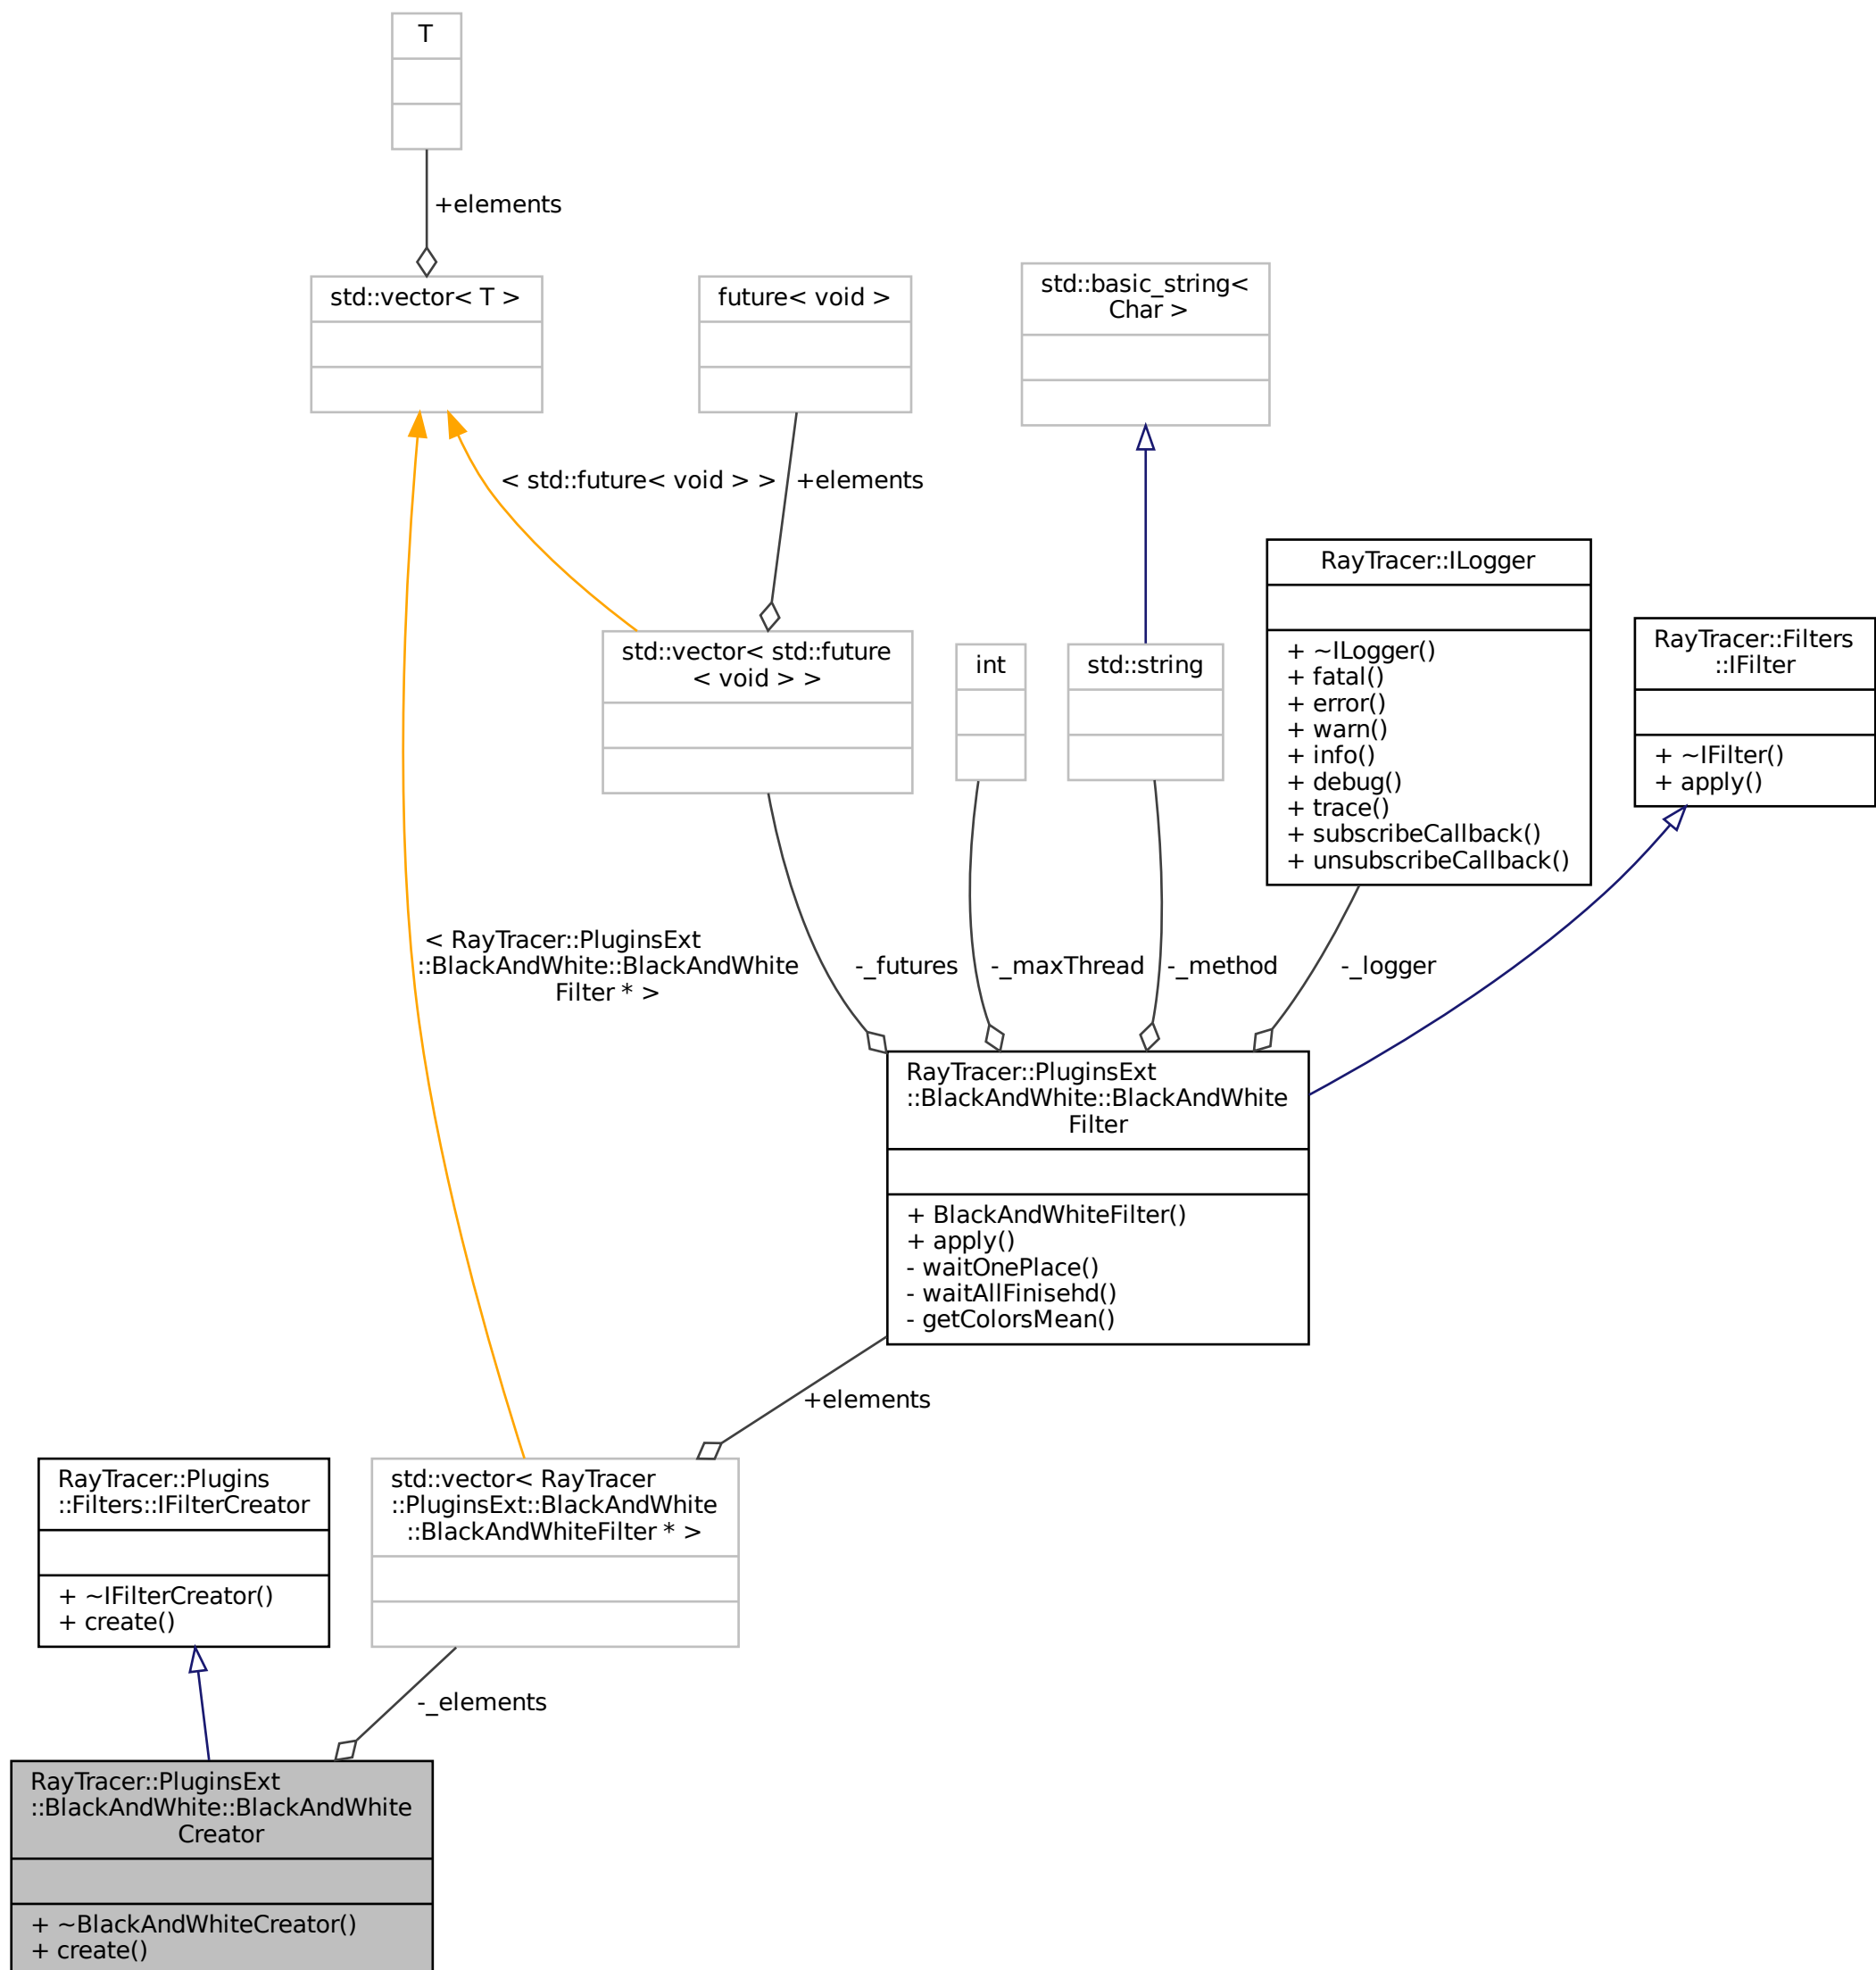 T
+elements
std::vector< T >
future< void >
std::basic_string<
Char >
< std::future< void > >
+elements
std::vector< std::future
< void > >
int
std::string
RayTracer::ILogger
+ ~ILogger()
+ fatal()
+ error()
+ warn()
+ info()
+ debug()
+ trace()
+ subscribeCallback()
+ unsubscribeCallback()
RayTracer::Filters
::IFilter
+ ~IFilter()
+ apply()
< RayTracer::PluginsExt
::BlackAndWhite::BlackAndWhite
Filter * >
-_futures
-_maxThread
-_method
-_logger
RayTracer::PluginsExt
::BlackAndWhite::BlackAndWhite
Filter
+ BlackAndWhiteFilter()
+ apply()
- waitOnePlace()
- waitAllFinisehd()
- getColorsMean()
+elements
RayTracer::Plugins
::Filters::IFilterCreator
+ ~IFilterCreator()
+ create()
std::vector< RayTracer
::PluginsExt::BlackAndWhite
::BlackAndWhiteFilter * >
-_elements
RayTracer::PluginsExt
::BlackAndWhite::BlackAndWhite
Creator
+ ~BlackAndWhiteCreator()
+ create()